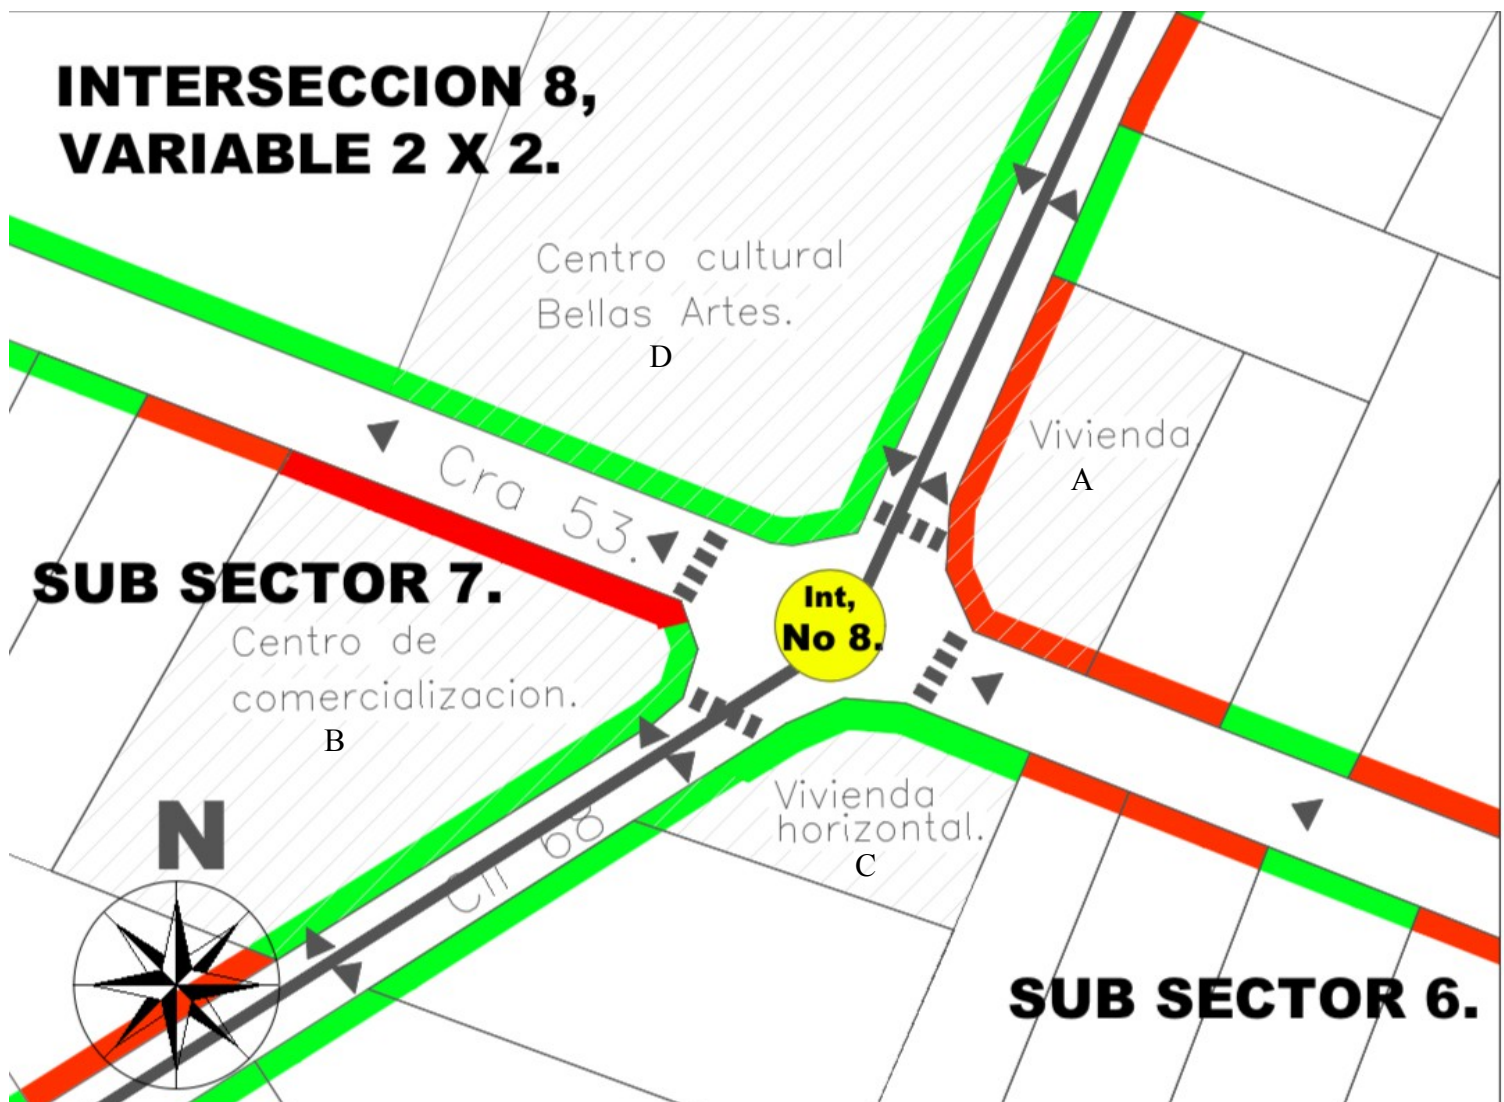 INTERSECCION 8,
VARIABLE 2 X 2.
Centro cultural
Bellas Artes.
D
Vivienda.
A
Cra 53.
SUB SECTOR 7.
Centro de
comercializacion.
B
Int,
No 8.
Vivienda
horizontal.
C
Cll 68
N
SUB SECTOR 6.